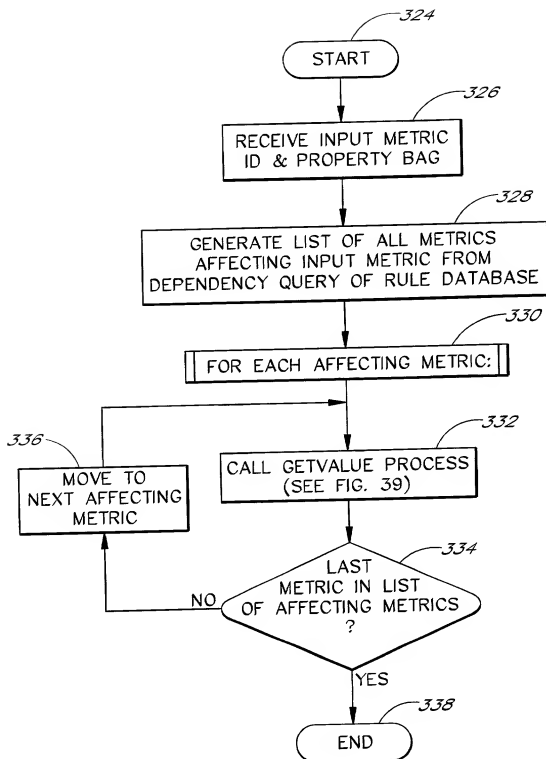 324
START
326
RECEIVE INPUT METRIC
ID & PROPERTY BAG
328
GENERATE LIST OF ALL METRICS
AFFECTING INPUT METRIC FROM
DEPENDENCY QUERY OF RULE DATABASE
330
FOR EACH AFFECTING METRIC:
332
CALL GETVALUE PROCESS
(SEE FIG. 39)
336
MOVE TO
NEXT AFFECTING
METRIC
334
LAST
METRIC IN LIST
OF AFFECTING METRICS
?
NO
YES
338
END